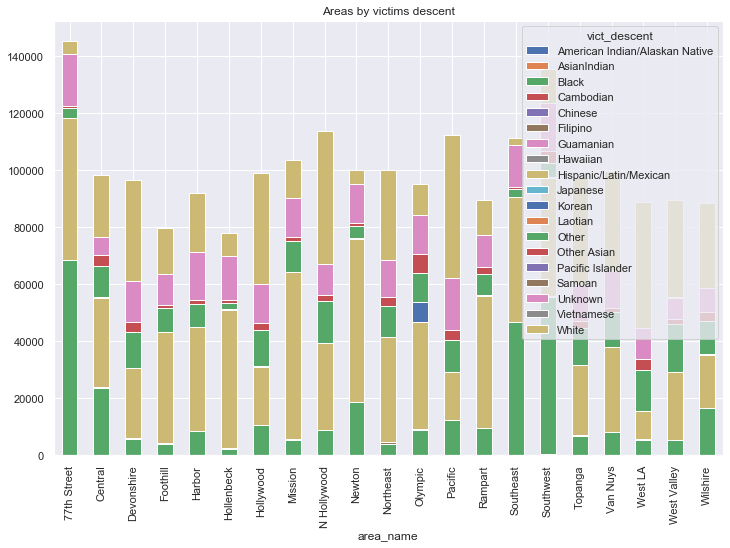 Areas by victims descent
140000
120000
100000
80000
60000
40000
20000
0
vict_descent
American Indian/Alaskan Native
AsianIndian
Black
Cambodian
Chinese
Filipino
Guamanian
Hawaiian
Hispanic/Latin/Mexican
Japanese
Korean
Laotian
Other
Other Asian
Pacific Islander
Samoan
Unknown
Vietnamese
White
77th Street
Central
Devonshire
Foothill
Harbor
Hollenbeck
Hollywood
Mission
N Hollywood
Newton
Northeast
Olympic
Pacific
Rampart
Southeast
Southwest
Topanga
Van Nuys
West LA
West Valley
Wilshire
area_name